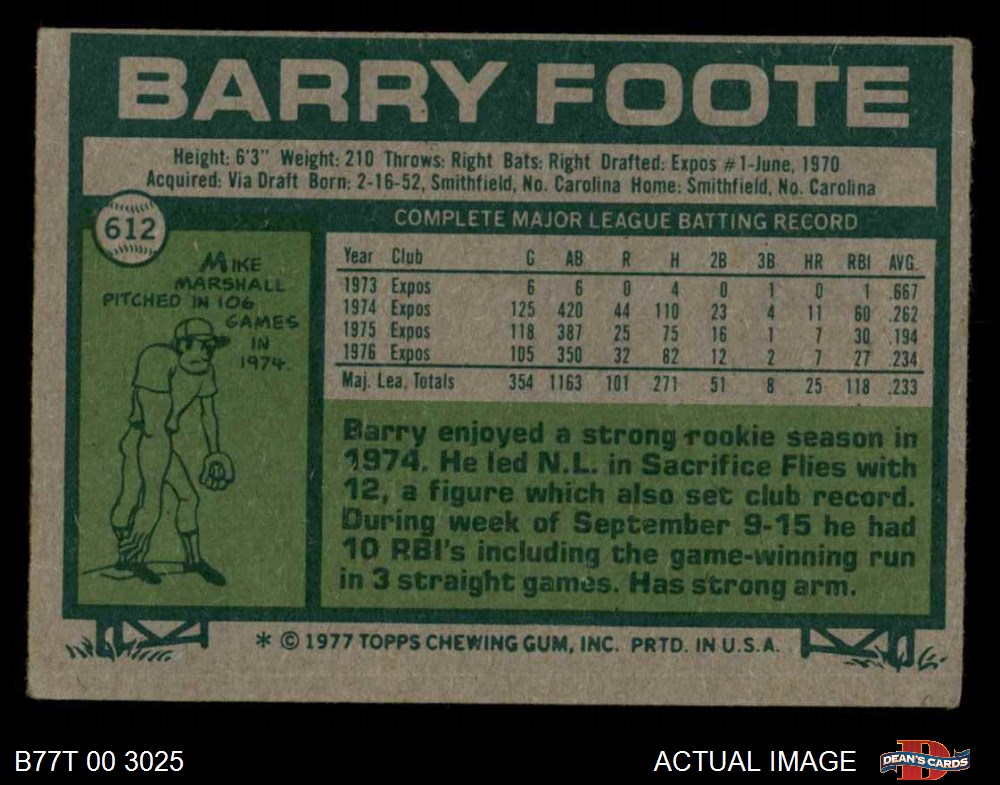 BARRY FOOTE
Height: 6'3" Weight: 210 Throws: Right Bats: Right Drafted: Expos #1-June, 1970
Acquired: Via Draft Born: 2-16-52, Smithfield, No. Carolina Home: Smithfield, No. Carolina
612
MIKE
MARSHALL
PITCHED IN 106
GAMES
IN
1974.
COMPLETE MAJOR LEAGUE BATTING RECORD
Year Club G AB R H 2B 3B HR RBI AVG.
1973 Expos 6 6 0 4 0 1 0 1 .667
1974 Expos 125 420 44 110 23 4 11 60 .262
1975 Expos 118 387 25 75 16 1 7 30 .194
1976 Expos 105 350 32 82 12 2 7 27 .234
Maj. Lea. Totals 354 1163 101 271 51 8 25 118 .233
Barry enjoyed a strong rookie season in
1974. He led N.L. in Sacrifice Flies with
12, a figure which also set club record.
During week of September 9-15 he had
10 RBI's including the game-winning run
in 3 straight games. Has strong arm.
* © 1977 TOPPS CHEWING GUM, INC. PRTD. IN U.S.A.
B77T 00 3025
ACTUAL IMAGE
D
DEAN'S CARDS